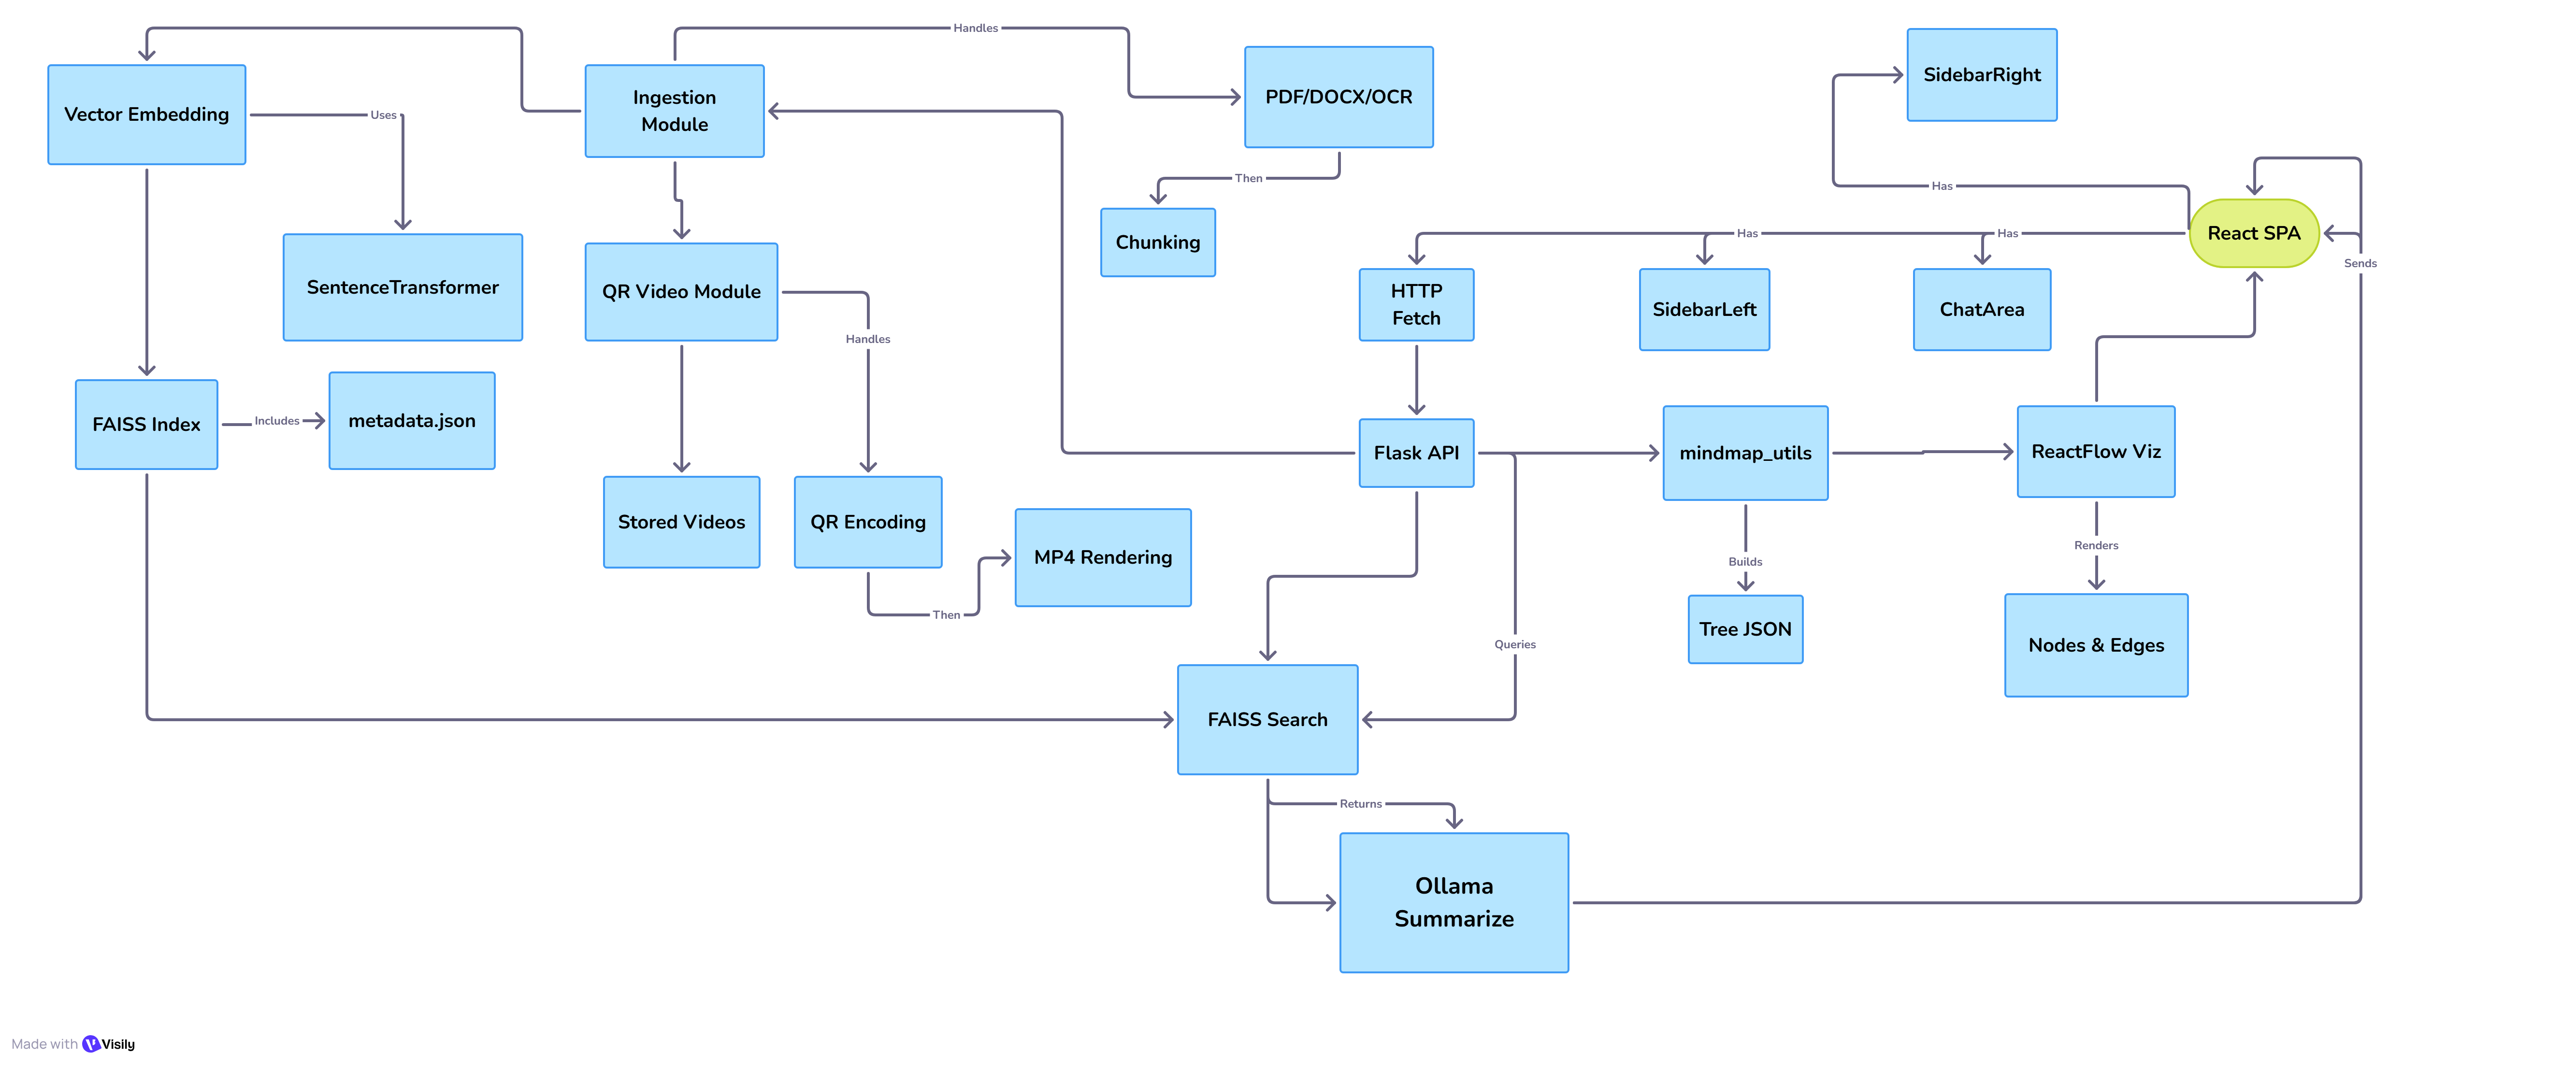 Handles
SidebarRight
PDF/DOCX/OCR
Ingestion
Module
Vector Embedding
Uses
Then
Has
Chunking
React SPA
Has
Has
Sends
SentenceTransformer
QR Video Module
HTTP
Fetch
SidebarLeft
ChatArea
Handles
FAISS Index
Includes
metadata.json
Flask API
mindmap_utils
ReactFlow Viz
Stored Videos
QR Encoding
MP4 Rendering
Renders
Builds
Then
Tree JSON
Nodes & Edges
Queries
FAISS Search
Returns
Ollama
Summarize
Made with Visily